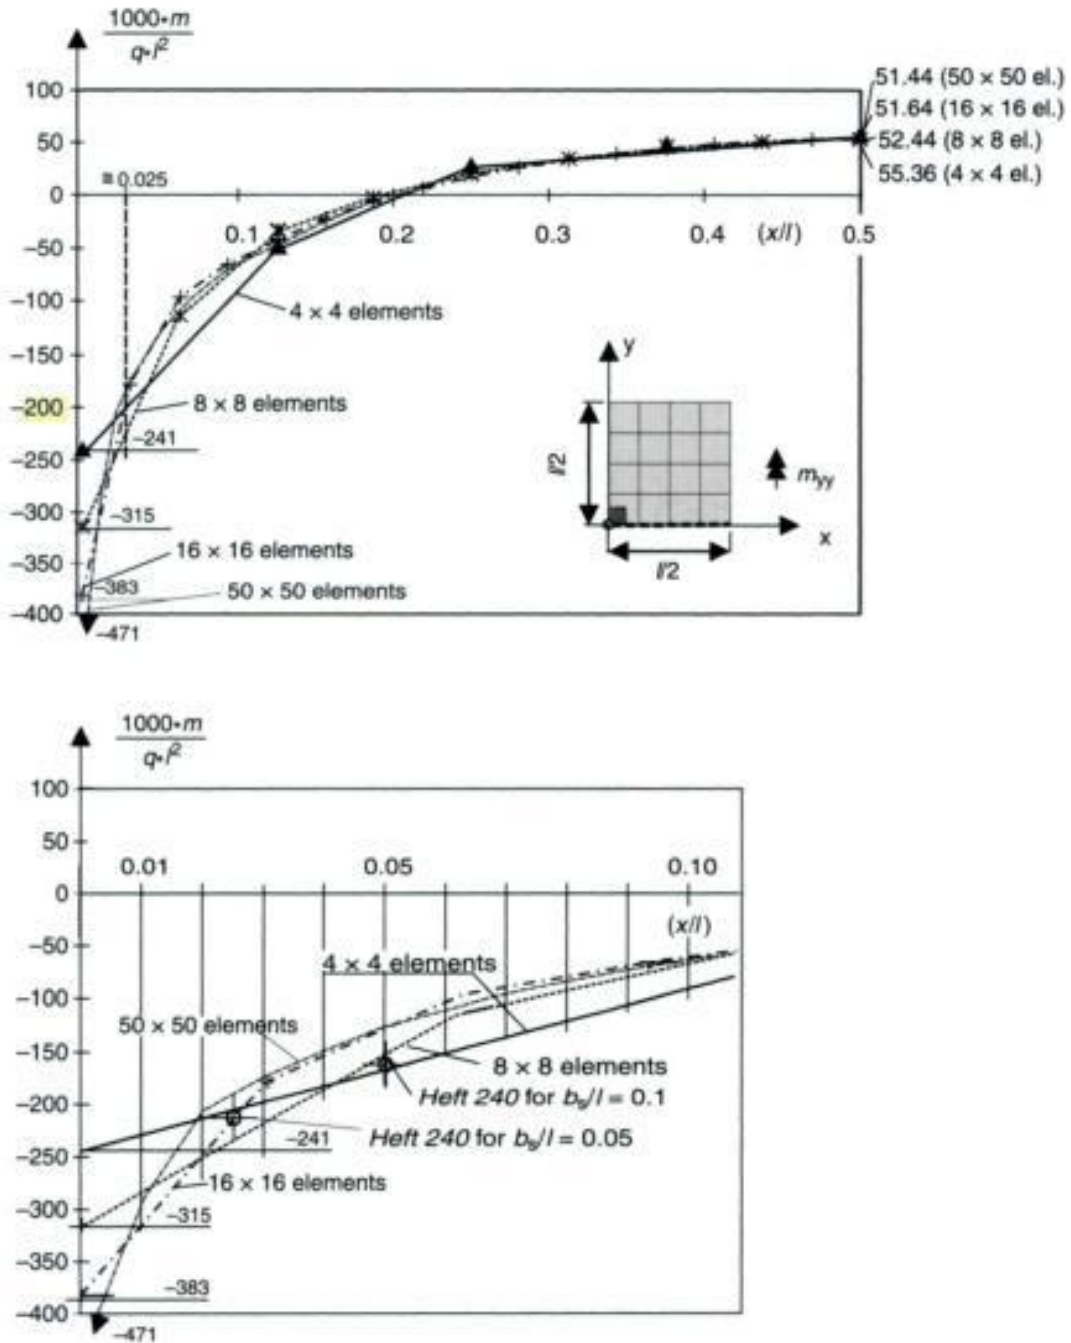 1000•m
q•l²
100
50
0
−50
−100
−150
−200
−250
−300
−350
−400
≅0.025
0.1
0.2
0.3
0.4
(x/l)
0.5
51.44 (50 × 50 el.)
51.64 (16 × 16 el.)
52.44 (8 × 8 el.)
55.36 (4 × 4 el.)
4 × 4 elements
8 × 8 elements
−241
−315
16 × 16 elements
−383
50 × 50 elements
−471
y
l/2
m_yy
x
l/2
1000•m
q•l²
100
50
0
−50
−100
−150
−200
−250
−300
−350
−400
0.01
0.05
0.10
(x/l)
4 × 4 elements
50 × 50 elements
8 × 8 elements
Heft 240 for b_s/l = 0.1
Heft 240 for b_s/l = 0.05
−241
16 × 16 elements
−315
−383
−471